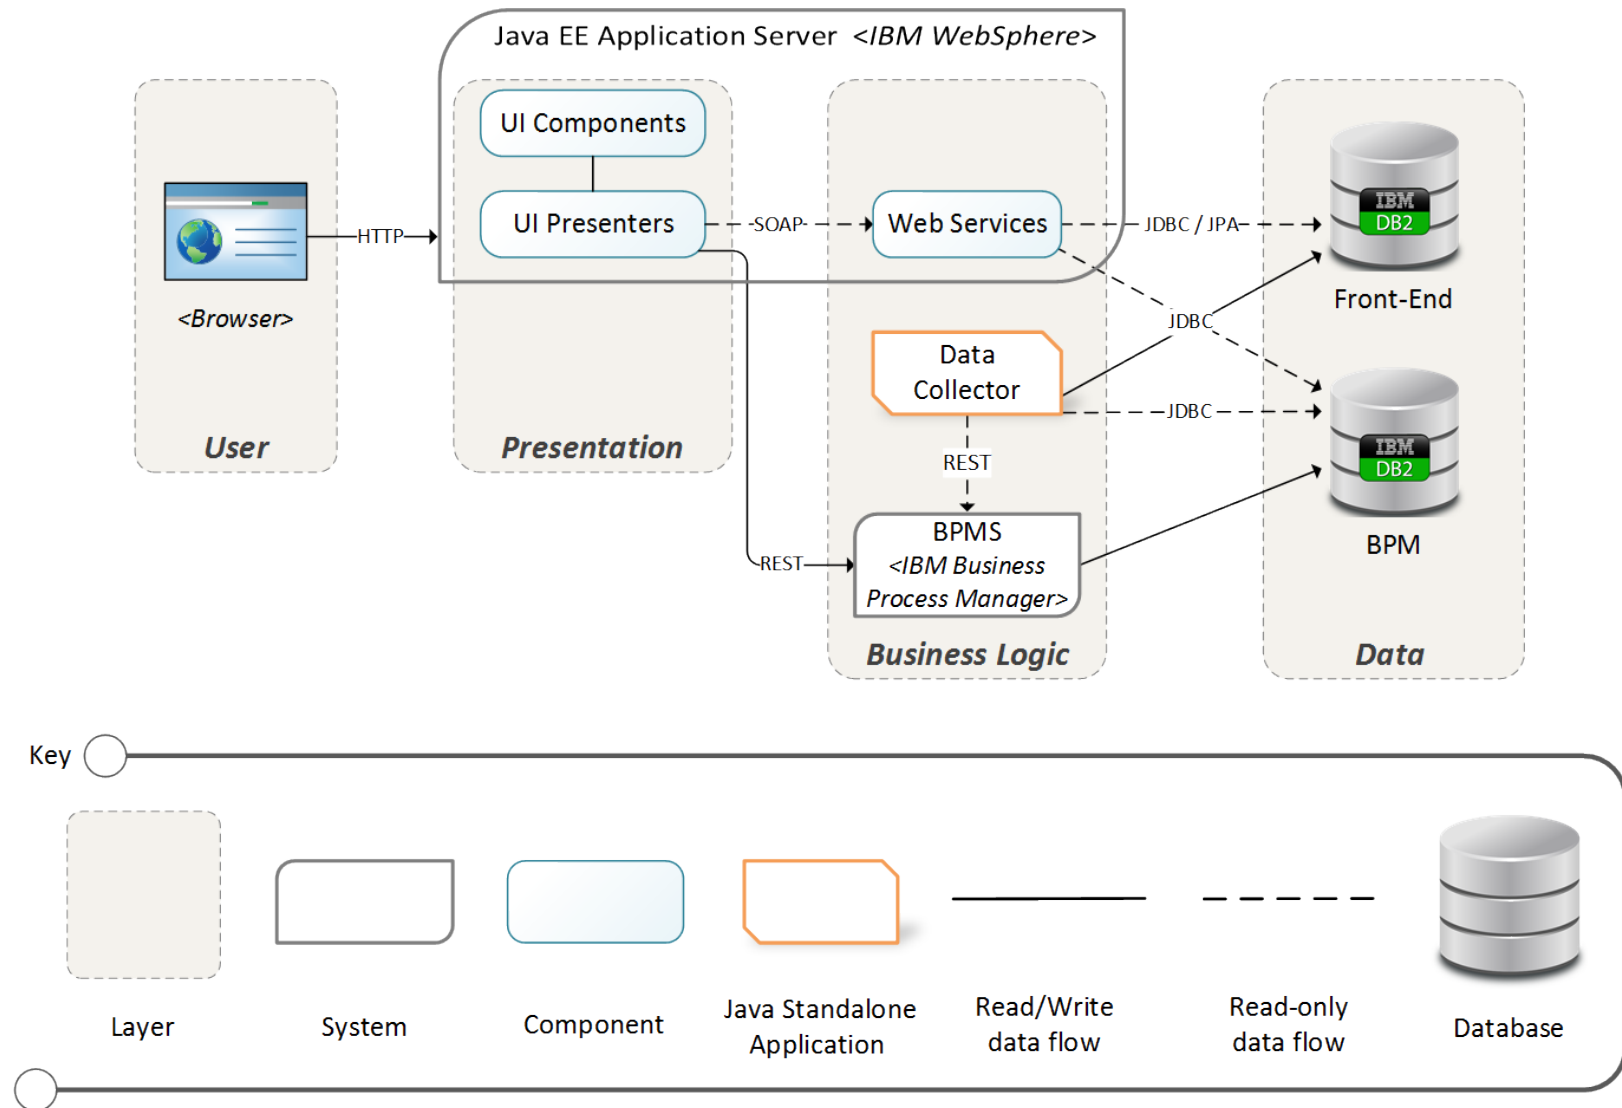 Java EE Application Server <IBM WebSphere>
UI Components
UI Presenters
SOAP
Web Services
JDBC / JPA
IBM
DB2
Front-End
HTTP
<Browser>
JDBC
Data
Collector
JDBC
IBM
DB2
BPM
REST
User
Presentation
REST
BPMS
<IBM Business
Process Manager>
Business Logic
Data
Key
Layer
System
Component
Java Standalone
Application
Read/Write
data flow
Read-only
data flow
Database